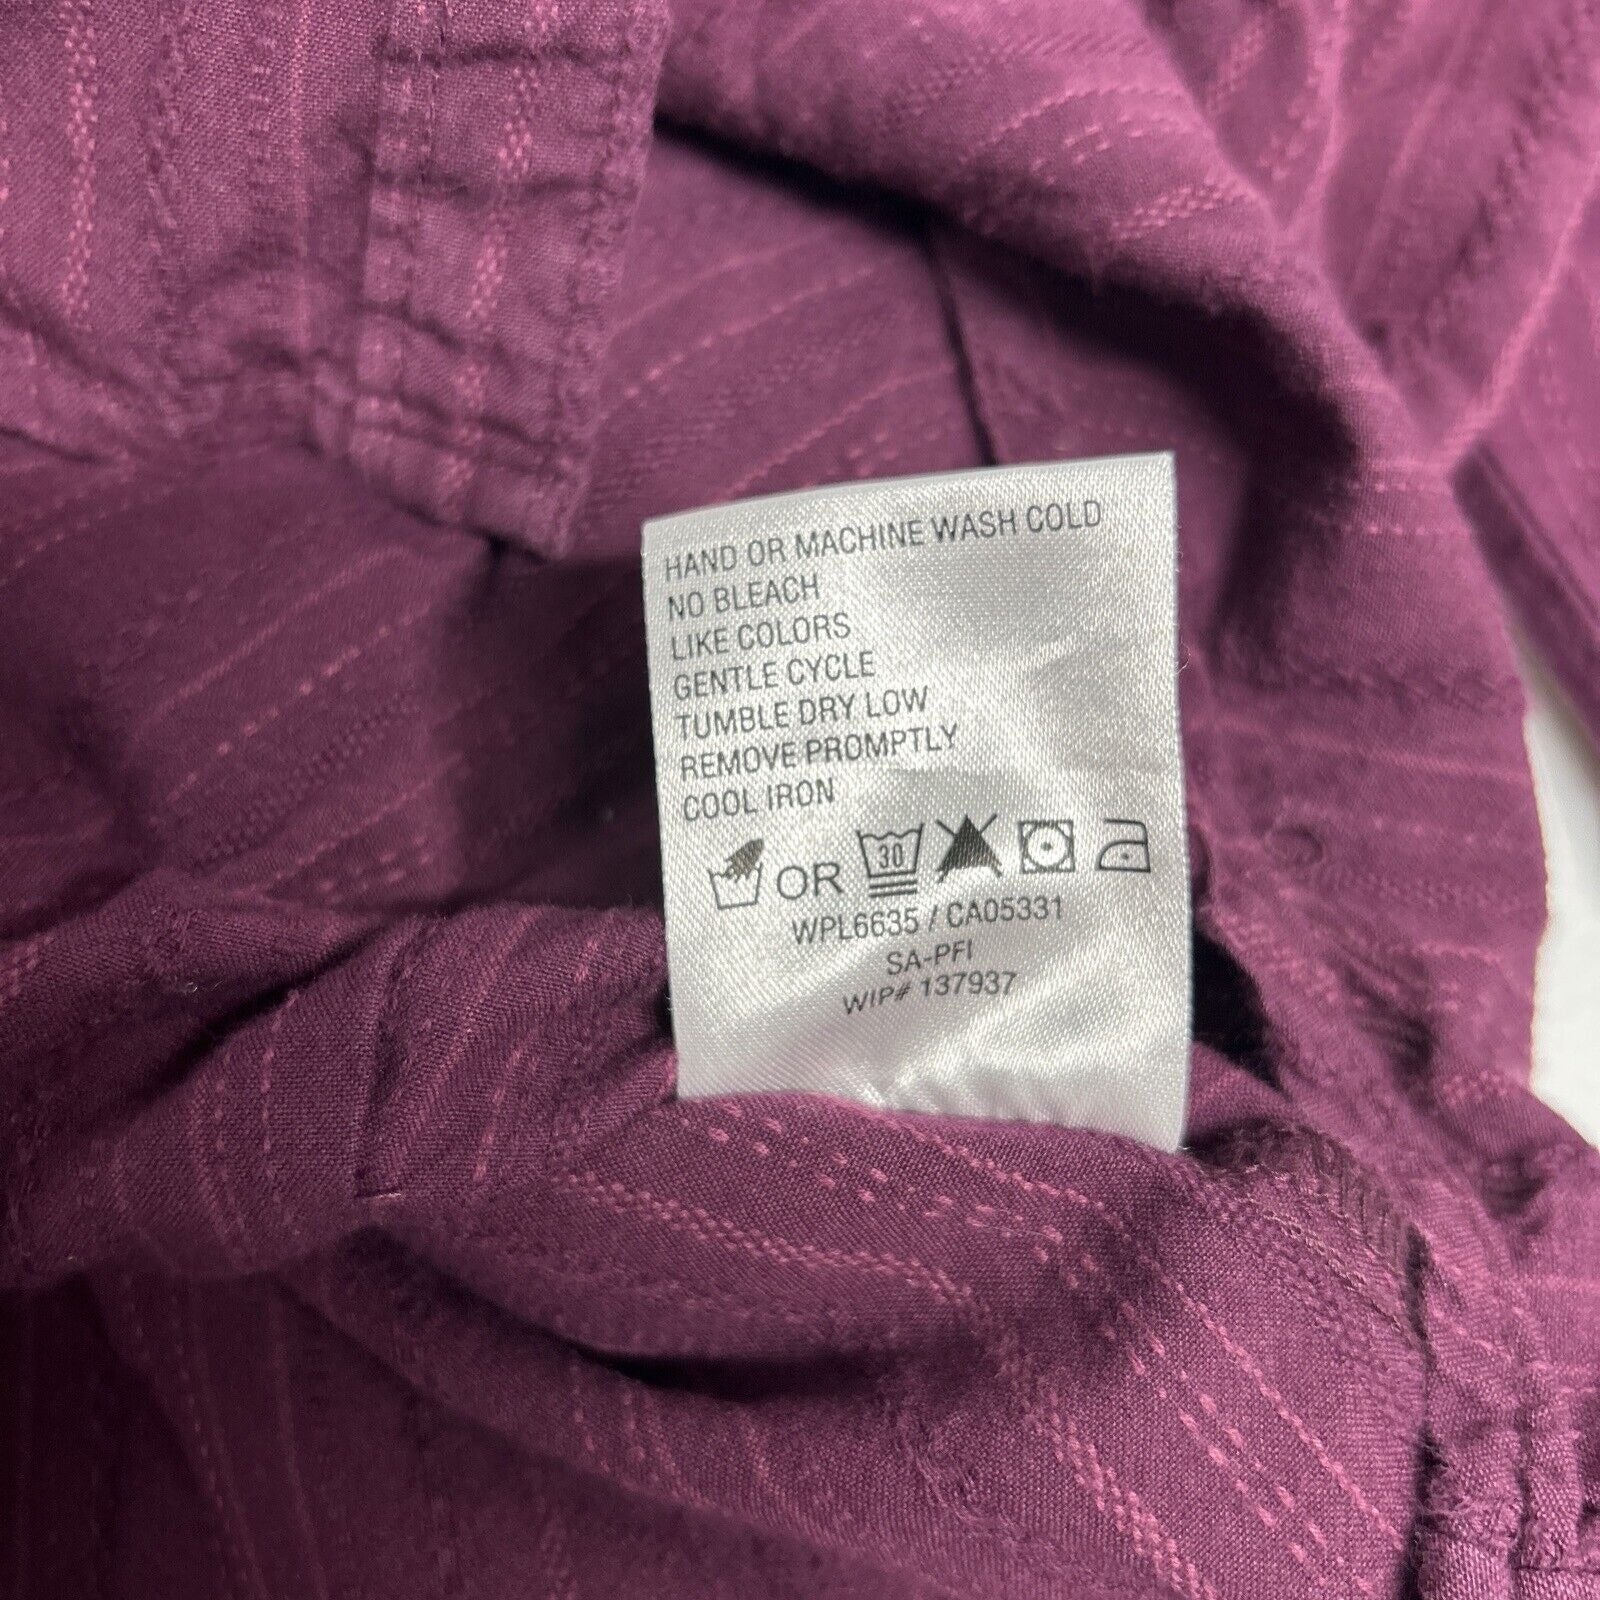 HAND OR MACHINE WASH COLD
NO BLEACH
LIKE COLORS
GENTLE CYCLE
TUMBLE DRY LOW
REMOVE PROMPTLY
COOL IRON
OR 30
WPL6635 / CA05331
SA-PFI
WIP# 137937